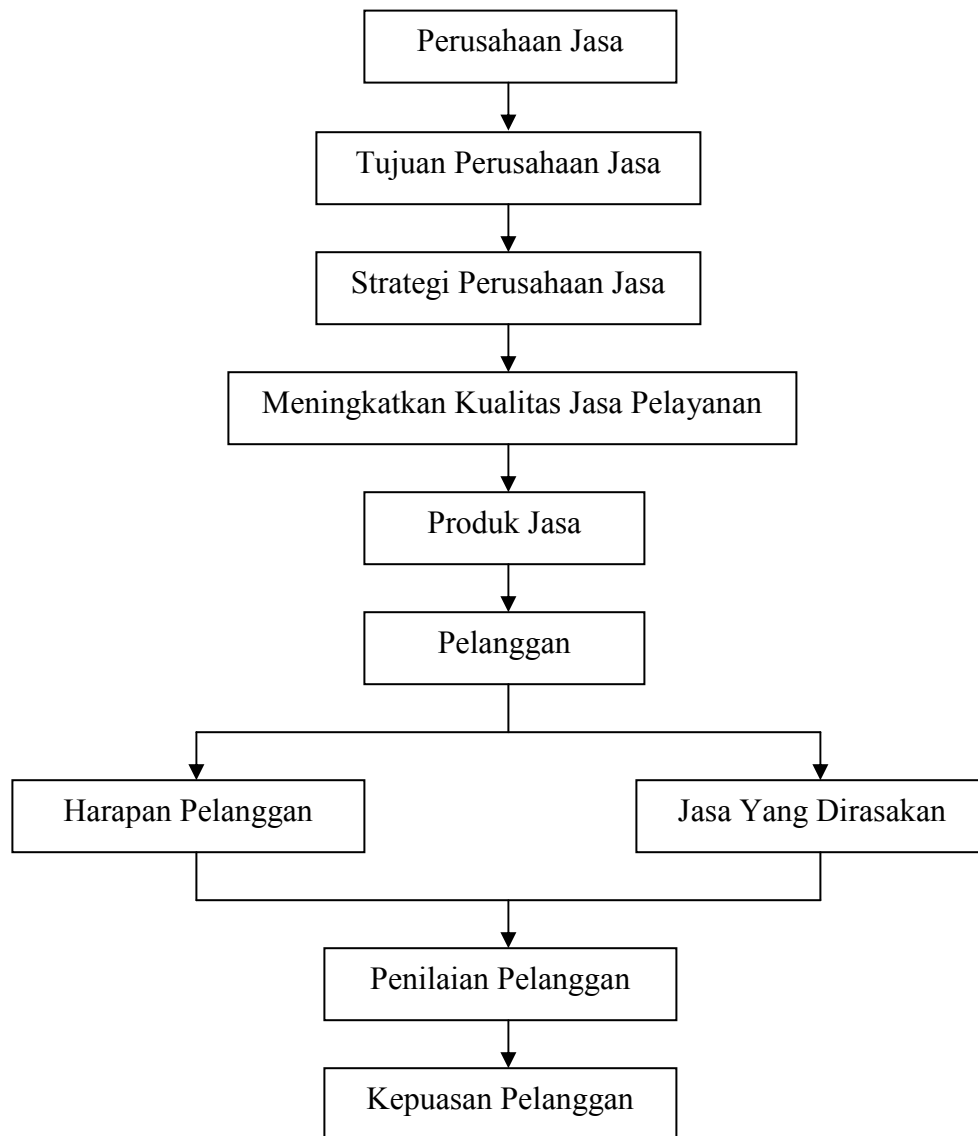 Perusahaan Jasa
Tujuan Perusahaan Jasa
Strategi Perusahaan Jasa
Meningkatkan Kualitas Jasa Pelayanan
Produk Jasa
Pelanggan
Harapan Pelanggan
Jasa Yang Dirasakan
Penilaian Pelanggan
Kepuasan Pelanggan